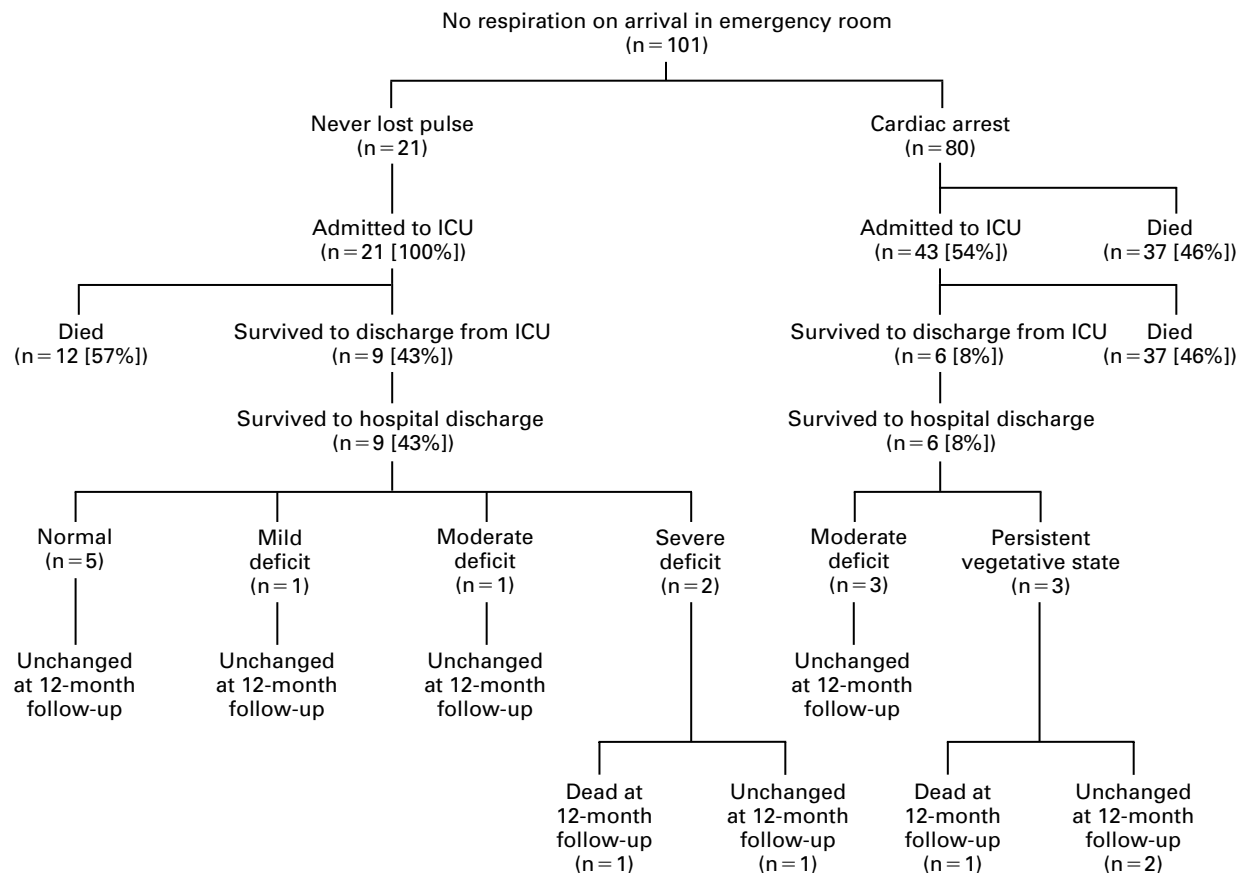 No respiration on arrival in emergency room
(n=101)
Never lost pulse
(n=21)
Cardiac arrest
(n=80)
Admitted to ICU
(n=21 [100%])
Admitted to ICU
(n=43 [54%])
Died
(n=37 [46%])
Died
(n=12 [57%])
Survived to discharge from ICU
(n=9 [43%])
Survived to discharge from ICU
(n=6 [8%])
Died
(n=37 [46%])
Survived to hospital discharge
(n=9 [43%])
Survived to hospital discharge
(n=6 [8%])
Normal
(n=5)
Mild
deficit
(n=1)
Moderate
deficit
(n=1)
Severe
deficit
(n=2)
Moderate
deficit
(n=3)
Persistent
vegetative state
(n=3)
Unchanged
at 12-month
follow-up
Unchanged
at 12-month
follow-up
Unchanged
at 12-month
follow-up
Unchanged
at 12-month
follow-up
Dead at
12-month
follow-up
(n=1)
Unchanged
at 12-month
follow-up
(n=1)
Dead at
12-month
follow-up
(n=1)
Unchanged
at 12-month
follow-up
(n=2)